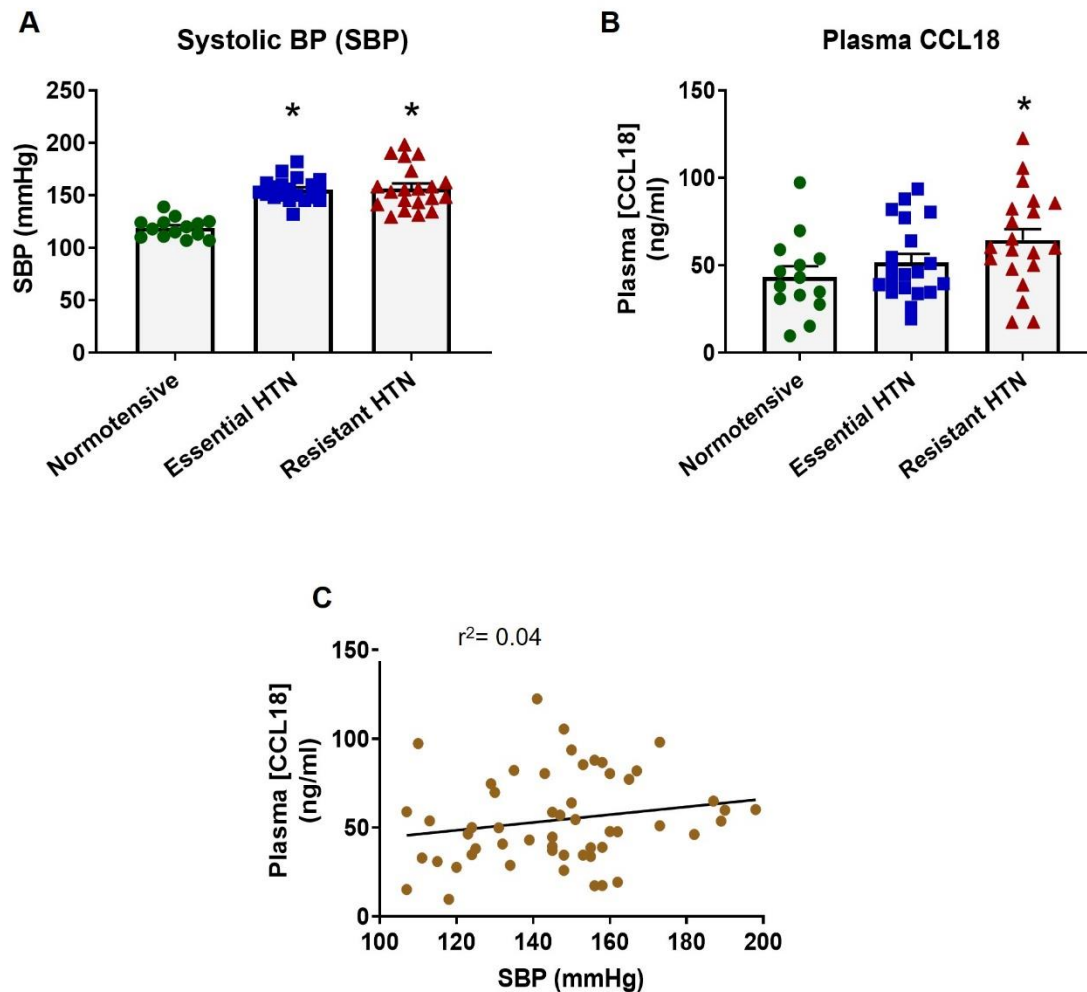 A
Systolic BP (SBP)
SBP (mmHg)
250
200
150
100
50
0
*
*
Normotensive
Essential HTN
Resistant HTN
B
Plasma CCL18
Plasma [CCL18]
(ng/ml)
150
100
50
0
*
Normotensive
Essential HTN
Resistant HTN
C
r²= 0.04
Plasma [CCL18]
(ng/ml)
150
100
50
0
100 120 140 160 180 200
SBP (mmHg)